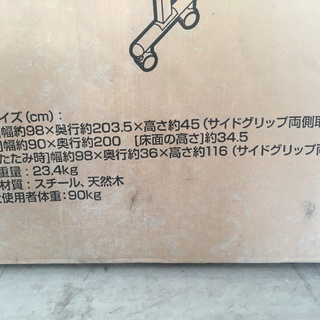 イズ(cm):
幅約98×奥行約203.5×高さ約45(サイドグリップ両側取
]幅約90×奥行約200 [床面の高さ]約34.5
たたみ時]幅約98×奥行約36×高さ約116(サイドグリップ両
重量:23.4kg
材質:スチール、天然木
使用者体重:90kg